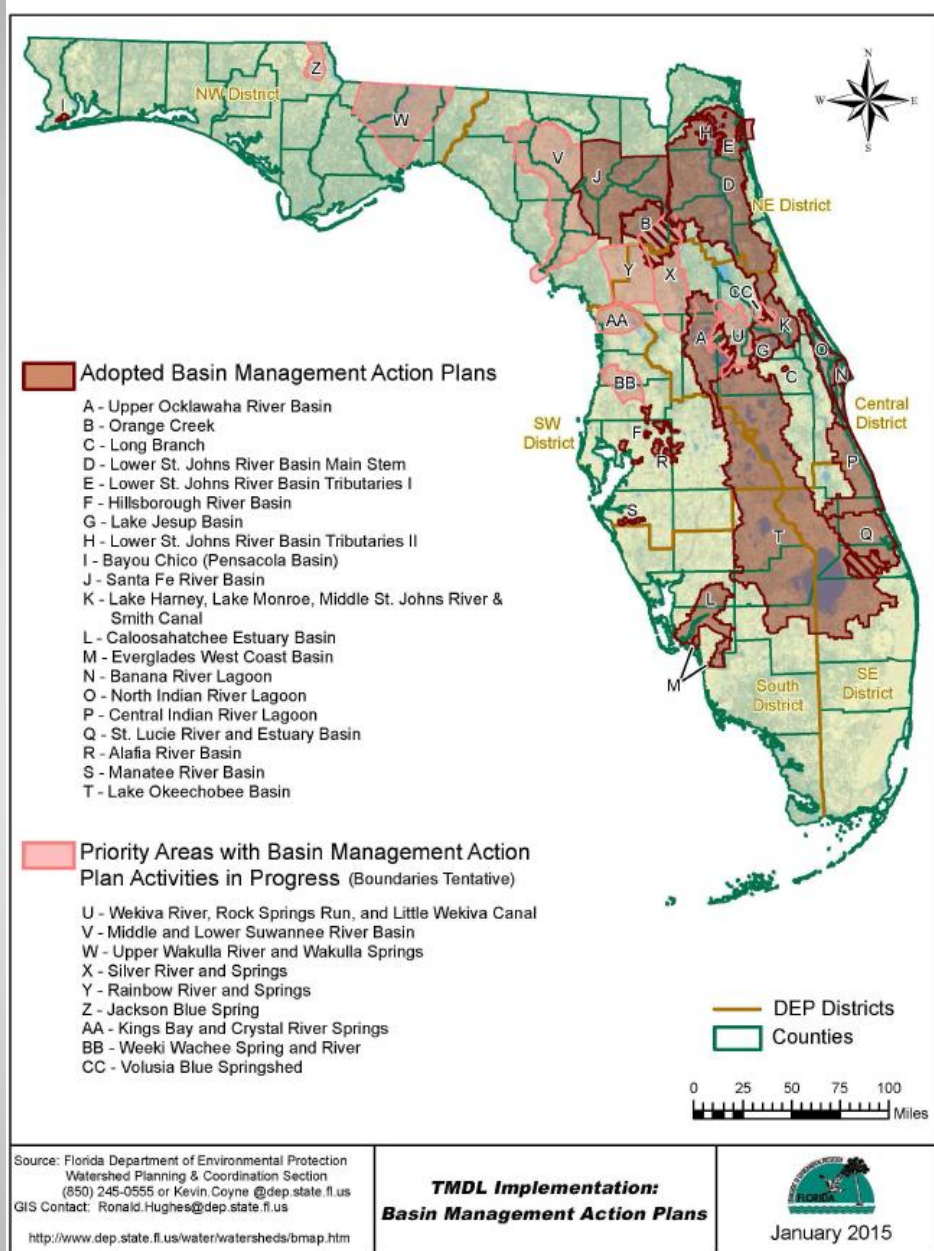 N
W
E
S
Z
I
NW District
W
H
E
V
J
D
NE District
B
Y
X
CC
AA
A
U
K
G
O
C
N
BB
Central
District
SW
District
F
R
P
S
Q
T
L
M
South
District
SE
District
Adopted Basin Management Action Plans
A - Upper Ocklawaha River Basin
B - Orange Creek
C - Long Branch
D - Lower St. Johns River Basin Main Stem
E - Lower St. Johns River Basin Tributaries I
F - Hillsborough River Basin
G - Lake Jesup Basin
H - Lower St. Johns River Basin Tributaries II
I - Bayou Chico (Pensacola Basin)
J - Santa Fe River Basin
K - Lake Harney, Lake Monroe, Middle St. Johns River &
Smith Canal
L - Caloosahatchee Estuary Basin
M - Everglades West Coast Basin
N - Banana River Lagoon
O - North Indian River Lagoon
P - Central Indian River Lagoon
Q - St. Lucie River and Estuary Basin
R - Alafia River Basin
S - Manatee River Basin
T - Lake Okeechobee Basin
Priority Areas with Basin Management Action
Plan Activities in Progress (Boundaries Tentative)
U - Wekiva River, Rock Springs Run, and Little Wekiva Canal
V - Middle and Lower Suwannee River Basin
W - Upper Wakulla River and Wakulla Springs
X - Silver River and Springs
Y - Rainbow River and Springs
Z - Jackson Blue Spring
AA - Kings Bay and Crystal River Springs
BB - Weeki Wachee Spring and River
CC - Volusia Blue Springshed
DEP Districts
Counties
0 25 50 75 100
Miles
Source: Florida Department of Environmental Protection
Watershed Planning & Coordination Section
(850) 245-0555 or Kevin.Coyne @dep.state.fl.us
GIS Contact: Ronald.Hughes@dep.state.fl.us
http://www.dep.state.fl.us/water/watersheds/bmap.htm
TMDL Implementation:
Basin Management Action Plans
FLORIDA
January 2015